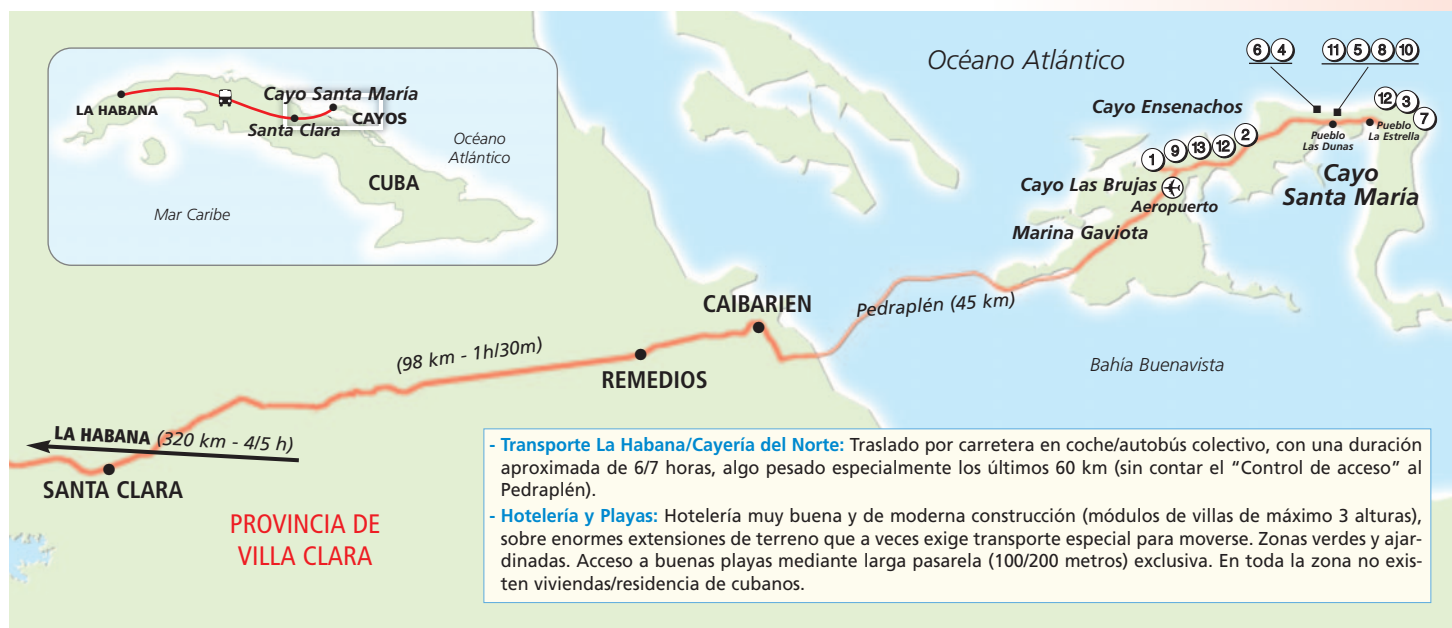 Océano Atlántico
6 4
11 5 8 10
LA HABANA
Cayo Santa María
CAYOS
Santa Clara
Océano
Atlántico
CUBA
Mar Caribe
Cayo Ensenachos
12 3
7
Pueblo
Las Dunas
Pueblo
La Estrella
1 9 13 12 2
Cayo
Santa María
Cayo Las Brujas
Aeropuerto
Marina Gaviota
Pedraplén (45 km)
CAIBARIEN
(98 km - 1h/30m)
REMEDIOS
Bahía Buenavista
LA HABANA (320 km - 4/5 h)
SANTA CLARA
PROVINCIA DE
VILLA CLARA
- Transporte La Habana/Cayería del Norte: Traslado por carretera en coche/autobús colectivo, con una duración
aproximada de 6/7 horas, algo pesado especialmente los últimos 60 km (sin contar el “Control de acceso” al
Pedraplén).
- Hotelería y Playas: Hotelería muy buena y de moderna construcción (módulos de villas de máximo 3 alturas),
sobre enormes extensiones de terreno que a veces exige transporte especial para moverse. Zonas verdes y ajar-
dinadas. Acceso a buenas playas mediante larga pasarela (100/200 metros) exclusiva. En toda la zona no exis-
ten viviendas/residencia de cubanos.